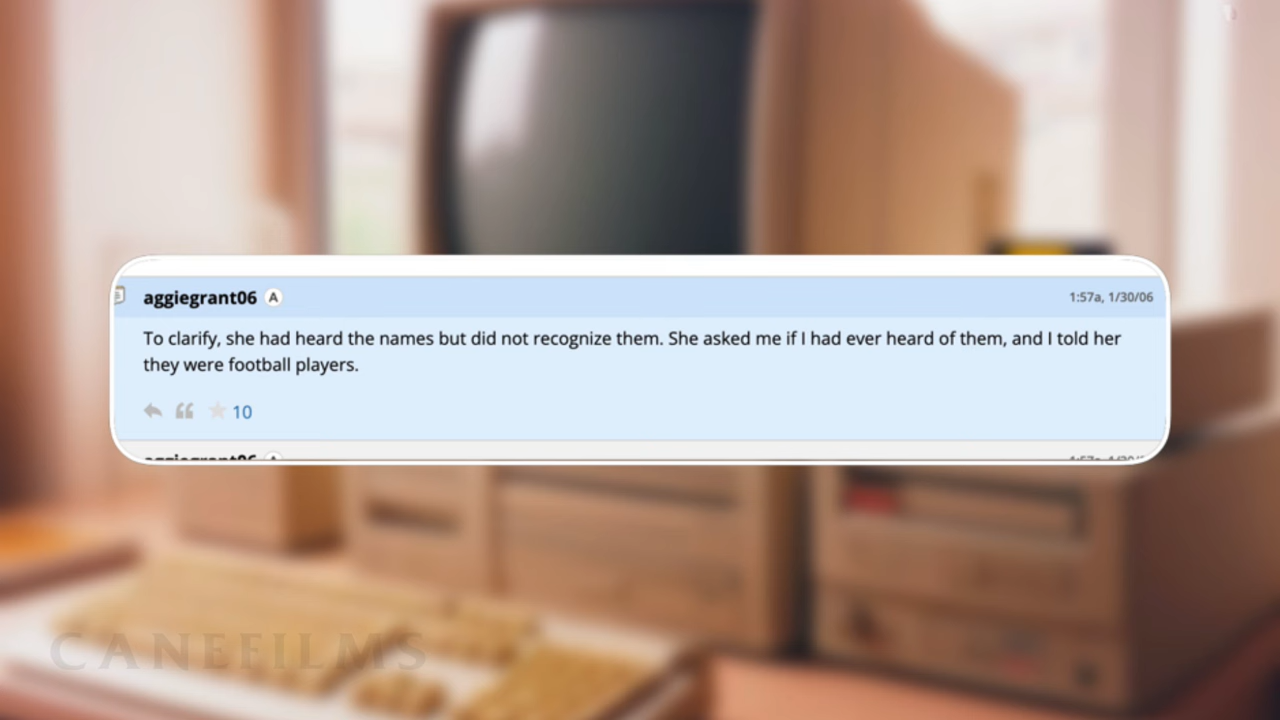 aggiegrant06 A
1:57a, 1/30/06
To clarify, she had heard the names but did not recognize them. She asked me if I had ever heard of them, and I told her
they were football players.
10
aggiegrant06 A
CANEFILMS